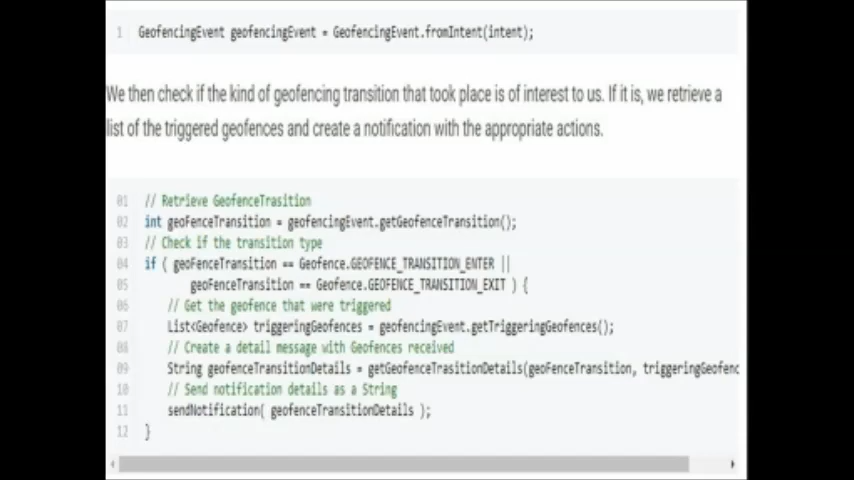 1 GeofencingEvent geofencingEvent = GeofencingEvent.fromIntent(intent);
We then check if the kind of geofencing transition that took place is of interest to us. If it is, we retrieve a
list of the triggered geofences and create a notification with the appropriate actions.
01 // Retrieve GeofenceTrasition
02 int geoFenceTransition = geofencingEvent.getGeofenceTransition();
03 // Check if the transition type
04 if ( geoFenceTransition == Geofence.GEOFENCE_TRANSITION_ENTER ||
05 geoFenceTransition == Geofence.GEOFENCE_TRANSITION_EXIT ) {
06 // Get the geofence that were triggered
07 List<Geofence> triggeringGeofences = geofencingEvent.getTriggeringGeofences();
08 // Create a detail message with Geofences received
09 String geofenceTransitionDetails = getGeofenceTrasitionDetails(geoFenceTransition, triggeringGeofenc
10 // Send notification details as a String
11 sendNotification( geofenceTransitionDetails );
12 }